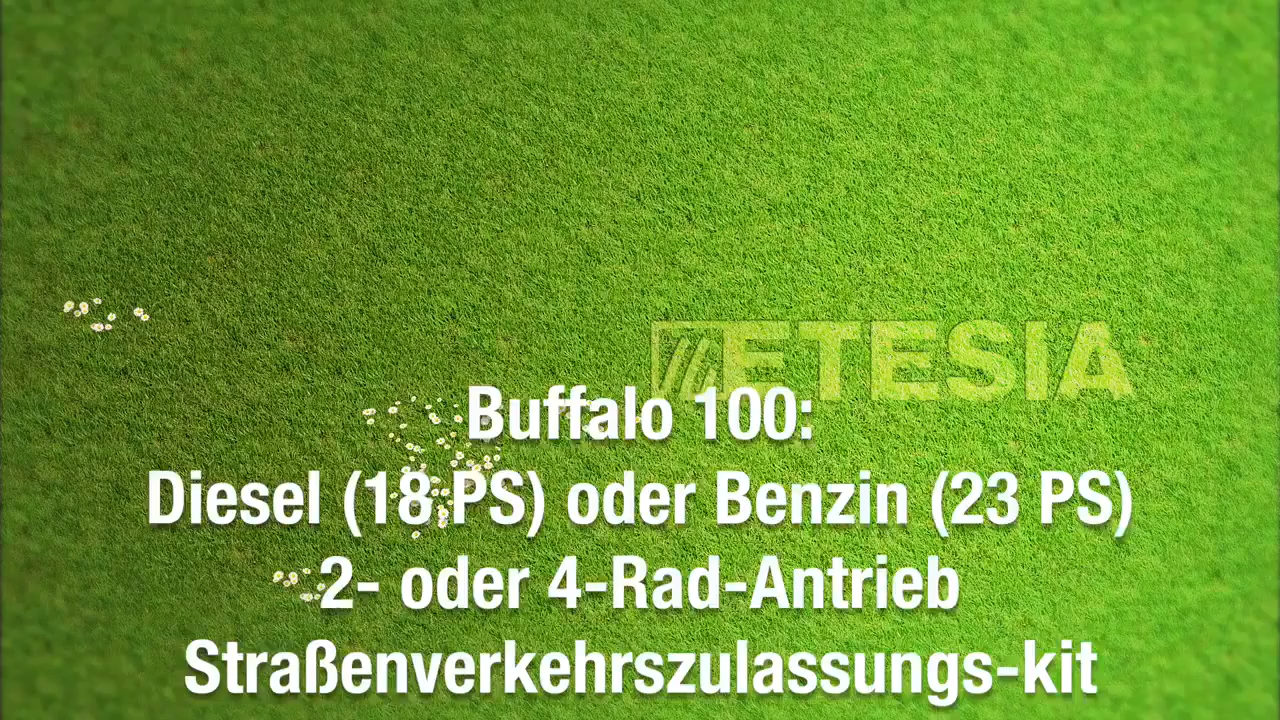 ETESIA
Buffalo 100:
Diesel (18 PS) oder Benzin (23 PS)
2- oder 4-Rad-Antrieb
Straßenverkehrszulassungs-kit